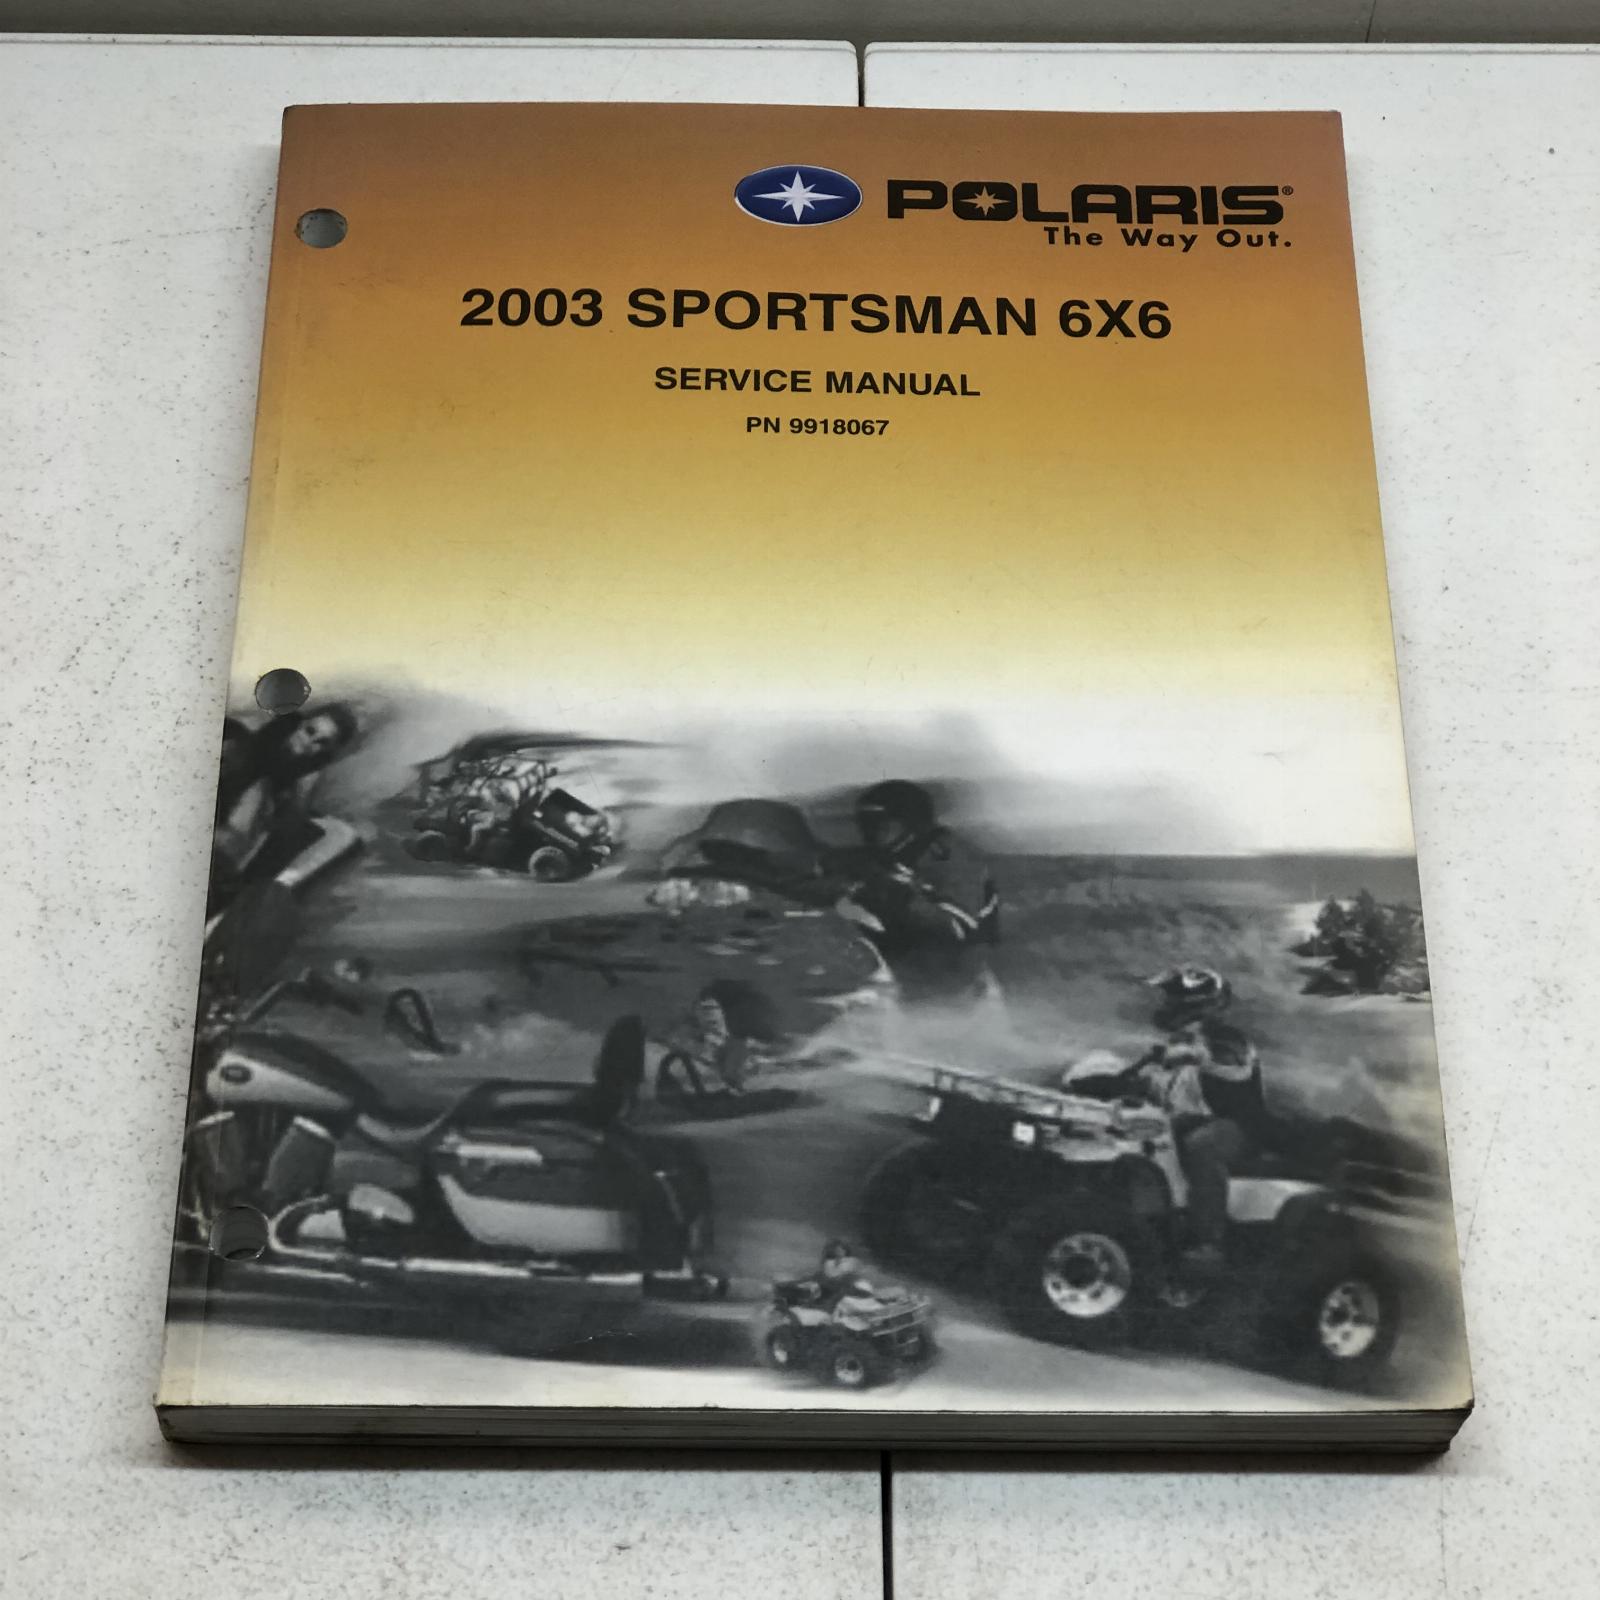 POLARIS®
The Way Out.
2003 SPORTSMAN 6X6
SERVICE MANUAL
PN 9918067